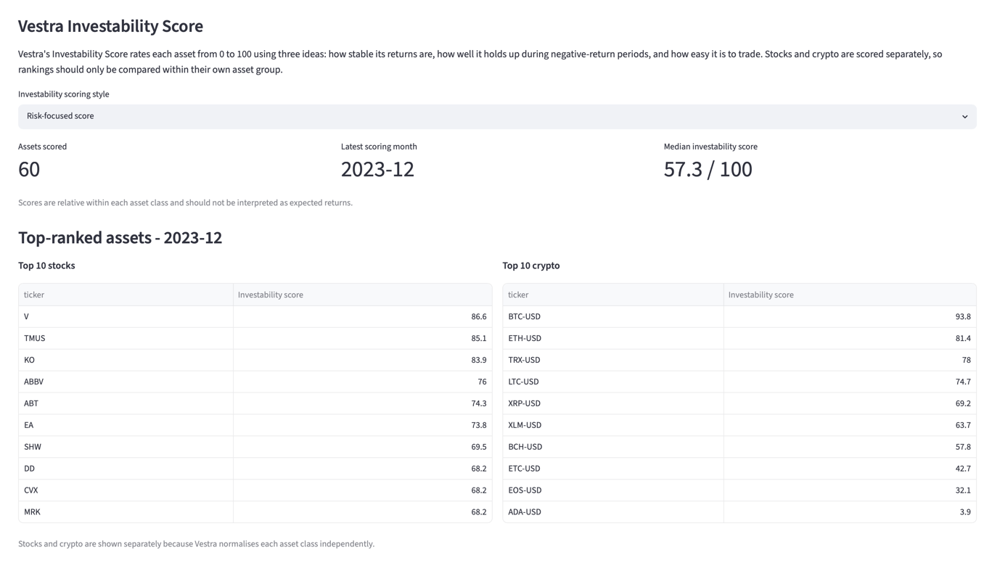 Vestra Investability Score
Vestra's Investability Score rates each asset from 0 to 100 using three ideas: how stable its returns are, how well it holds up during negative-return periods, and how easy it is to trade. Stocks and crypto are scored separately, so
rankings should only be compared within their own asset group.
Investability scoring style
Risk-focused score
Assets scored
60
Latest scoring month
2023-12
Median investability score
57.3 / 100
Scores are relative within each asset class and should not be interpreted as expected returns.
Top-ranked assets - 2023-12
Top 10 stocks
ticker Investability score
V 86.6
TMUS 85.1
KO 83.9
ABBV 76
ABT 74.3
EA 73.8
SHW 69.5
DD 68.2
CVX 68.2
MRK 68.2
Top 10 crypto
ticker Investability score
BTC-USD 93.8
ETH-USD 81.4
TRX-USD 78
LTC-USD 74.7
XRP-USD 69.2
XLM-USD 63.7
BCH-USD 57.8
ETC-USD 42.7
EOS-USD 32.1
ADA-USD 3.9
Stocks and crypto are shown separately because Vestra normalises each asset class independently.